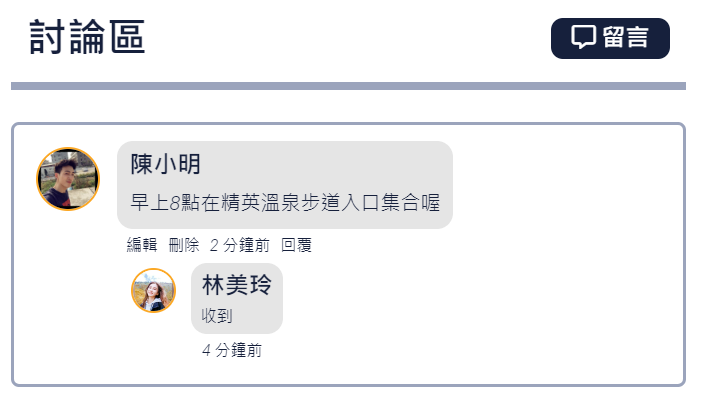 討論區
留言
陳小明
早上8點在精英溫泉步道入口集合喔
編輯 刪除 2 分鐘前 回覆
林美玲
收到
4 分鐘前